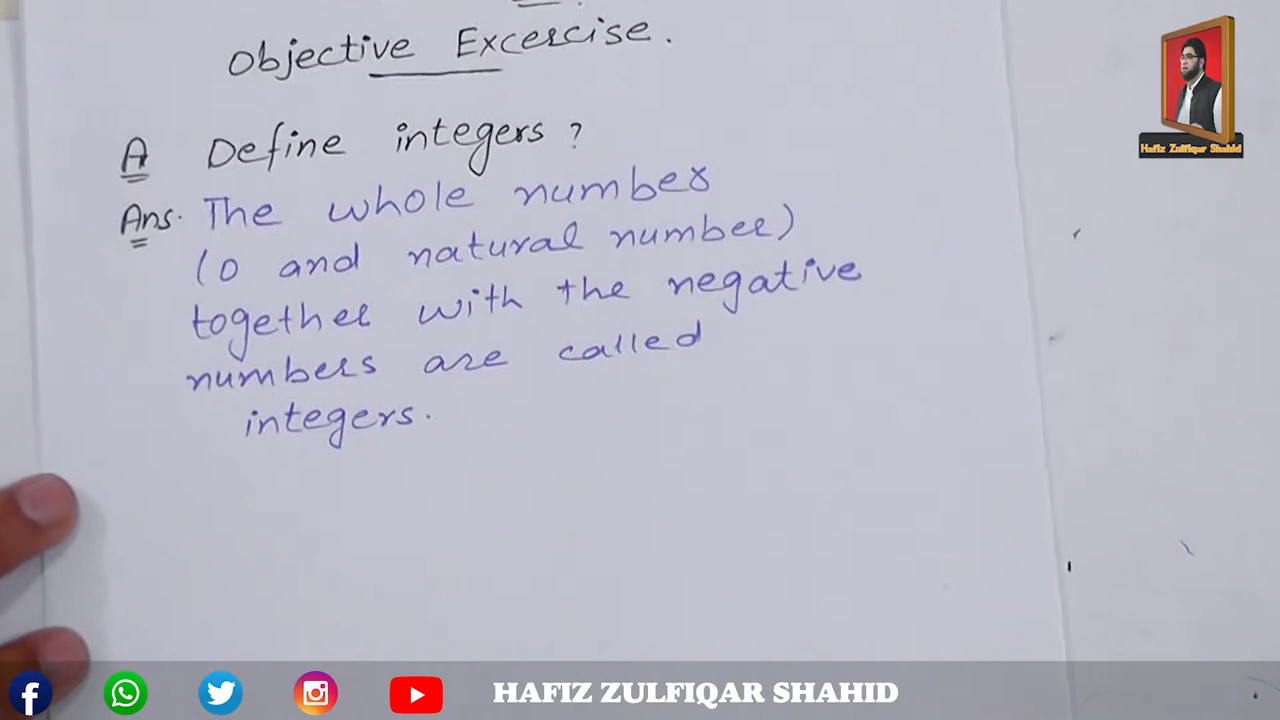 Objective Excercise.
A Define integers?
Ans. The whole number
(0 and natural number)
together with the negative
numbers are called
integers.
Hafiz Zulfiqar Shahid
HAFIZ ZULFIQAR SHAHID